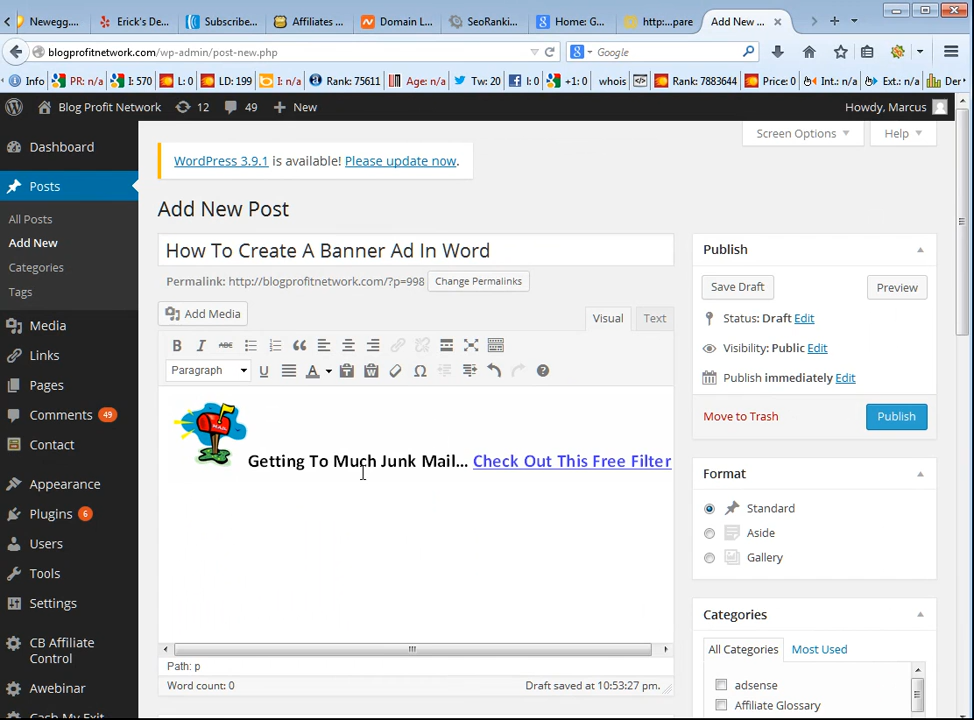 Newegg....
Erick's De...
Subscribe...
Affiliates ...
Domain L...
SeoRanki...
Home: G...
http:...pare
Add New ...
blogprofitnetwork.com/wp-admin/post-new.php
Google
Info
PR: n/a
I: 570
L: 0
LD: 199
I: n/a
Rank: 75611
Age: n/a
Tw: 20
I: 0
+1: 0
whois
Rank: 7883644
Price: 0
Int.: n/a
Ext.: n/a
Der
Blog Profit Network
12
49
New
Howdy, Marcus
Dashboard
Posts
All Posts
Add New
Categories
Tags
Media
Links
Pages
Comments 49
Contact
Appearance
Plugins 6
Users
Tools
Settings
CB Affiliate
Control
Awebinar
Cash My Exit
Screen Options
Help
WordPress 3.9.1 is available! Please update now.
Add New Post
How To Create A Banner Ad In Word
Permalink: http://blogprofitnetwork.com/?p=998 Change Permalinks
Add Media
Visual
Text
B I ABC
Paragraph U A
MAIL
Getting To Much Junk Mail... Check Out This Free Filter
Path: p
Word count: 0
Draft saved at 10:53:27 pm.
Publish
Save Draft
Preview
Status: Draft Edit
Visibility: Public Edit
Publish immediately Edit
Move to Trash
Publish
Format
Standard
Aside
Gallery
Categories
All Categories
Most Used
adsense
Affiliate Glossary